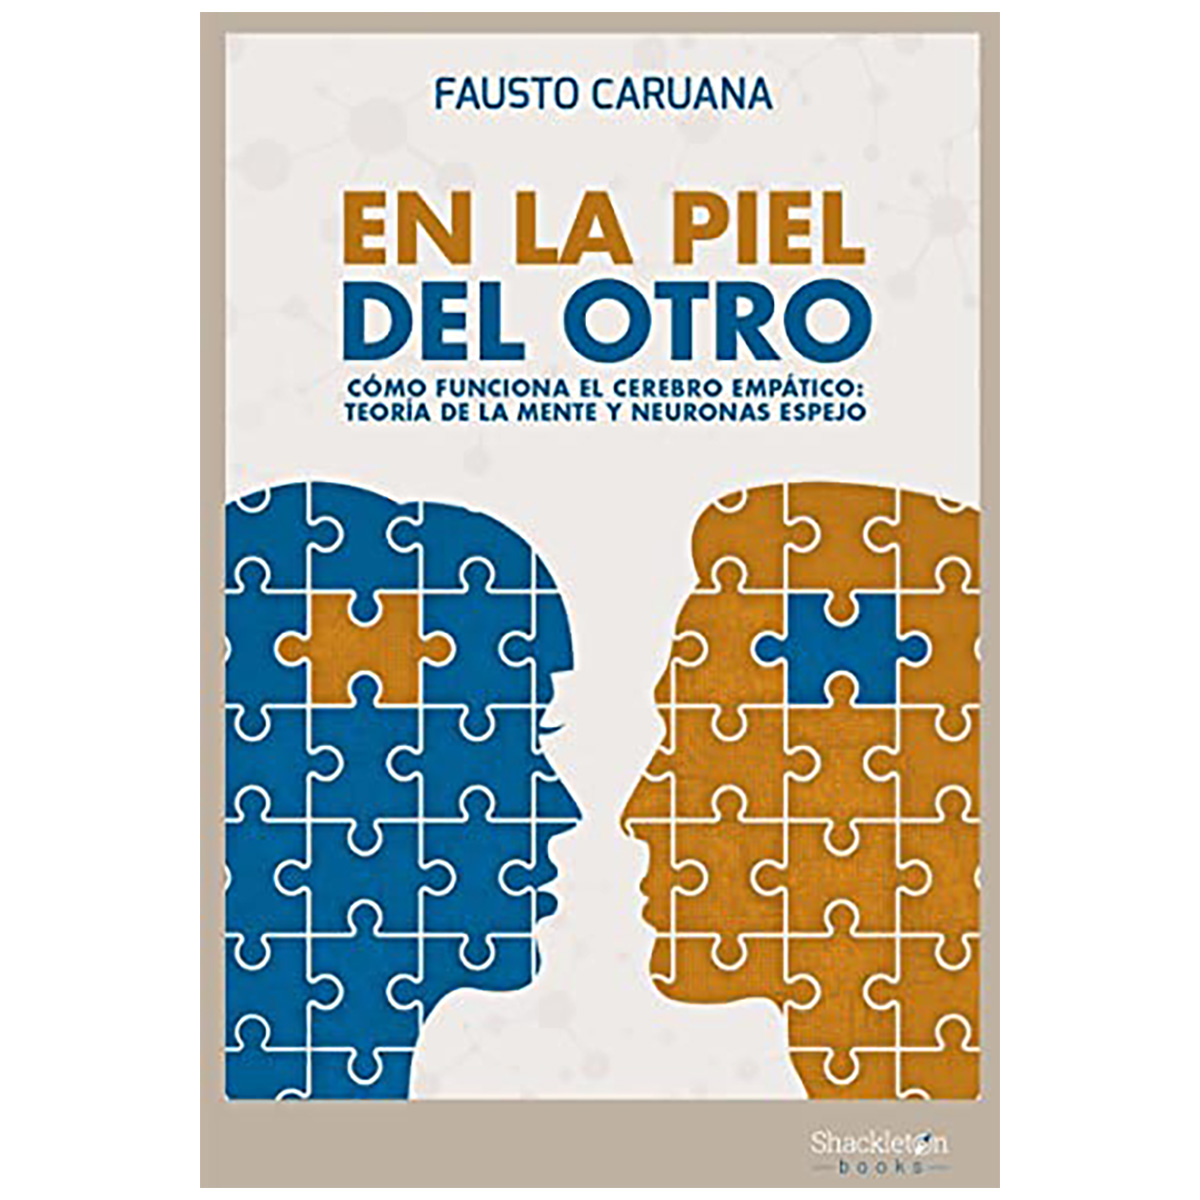 FAUSTO CARUANA
EN LA PIEL
DEL OTRO
CÓMO FUNCIONA EL CEREBRO EMPÁTICO:
TEORÍA DE LA MENTE Y NEURONAS ESPEJO
Shackleton
books